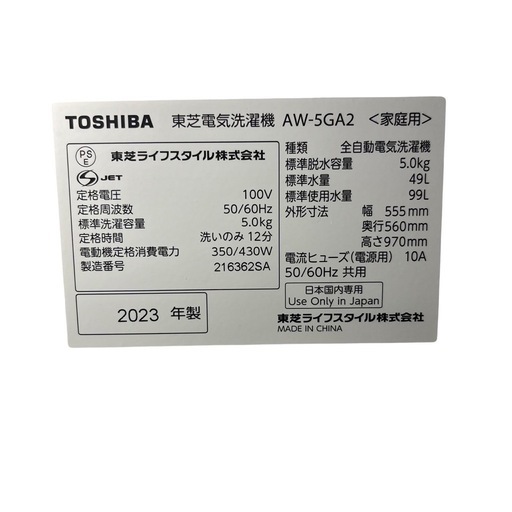 TOSHIBA 東芝電気洗濯機 AW-5GA2 <家庭用>
PS
E
東芝ライフスタイル株式会社
S JET
定格電圧 100V
定格周波数 50/60Hz
標準洗濯容量 5.0kg
定格時間 洗いのみ 12分
電動機定格消費電力 350/430W
製造番号 216362SA
2023 年製
種類 全自動電気洗濯機
標準脱水容量 5.0kg
標準水量 49L
標準使用水量 99L
外形寸法 幅 555mm
奥行560mm
高さ970mm
電流ヒューズ(電源用) 10A
50/60Hz 共用
日本国内専用
Use Only in Japan
東芝ライフスタイル株式会社
MADE IN CHINA